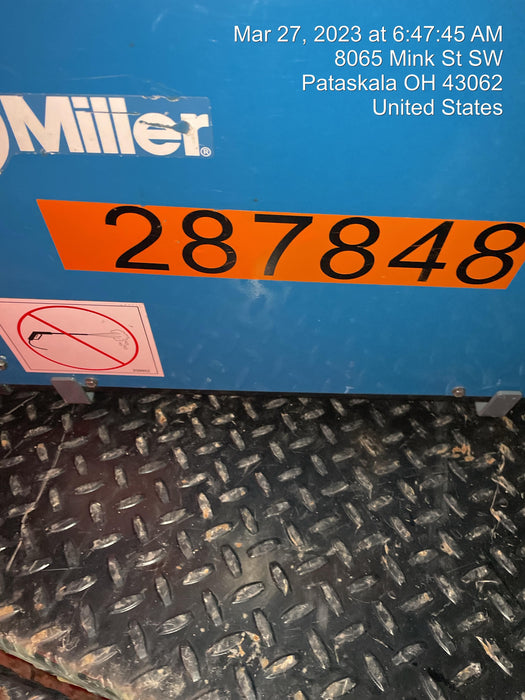 Mar 27, 2023 at 6:47:45 AM
8065 Mink St SW
Pataskala OH 43062
United States
Miller®
287848